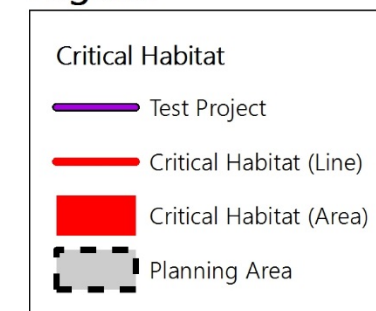 Critical Habitat
Test Project
Critical Habitat (Line)
Critical Habitat (Area)
Planning Area